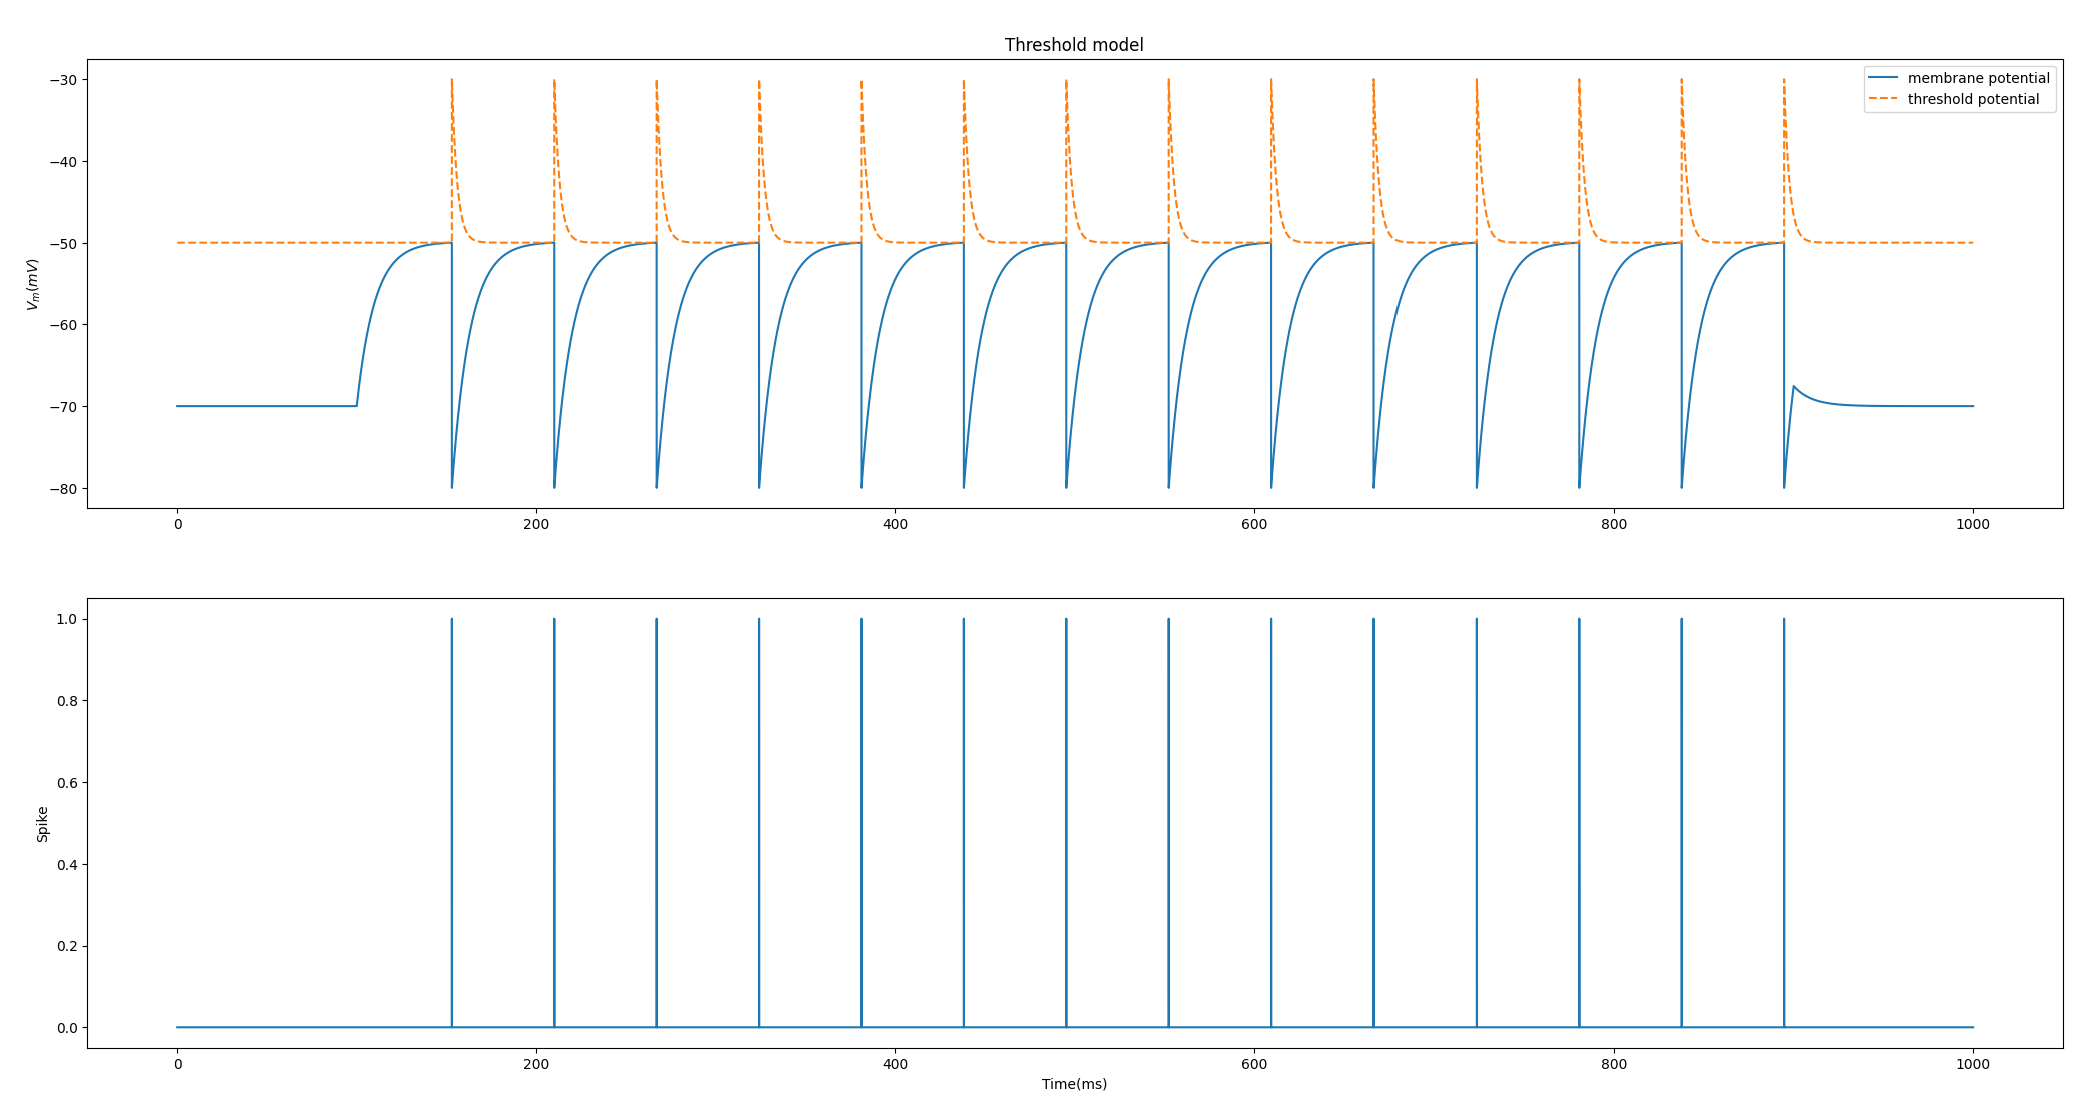 Threshold model
membrane potential
threshold potential
−30
−40
−50
−60
−70
−80
V_m(mV)
0 200 400 600 800 1000
1.0
0.8
0.6
0.4
0.2
0.0
Spike
0 200 400 600 800 1000
Time(ms)